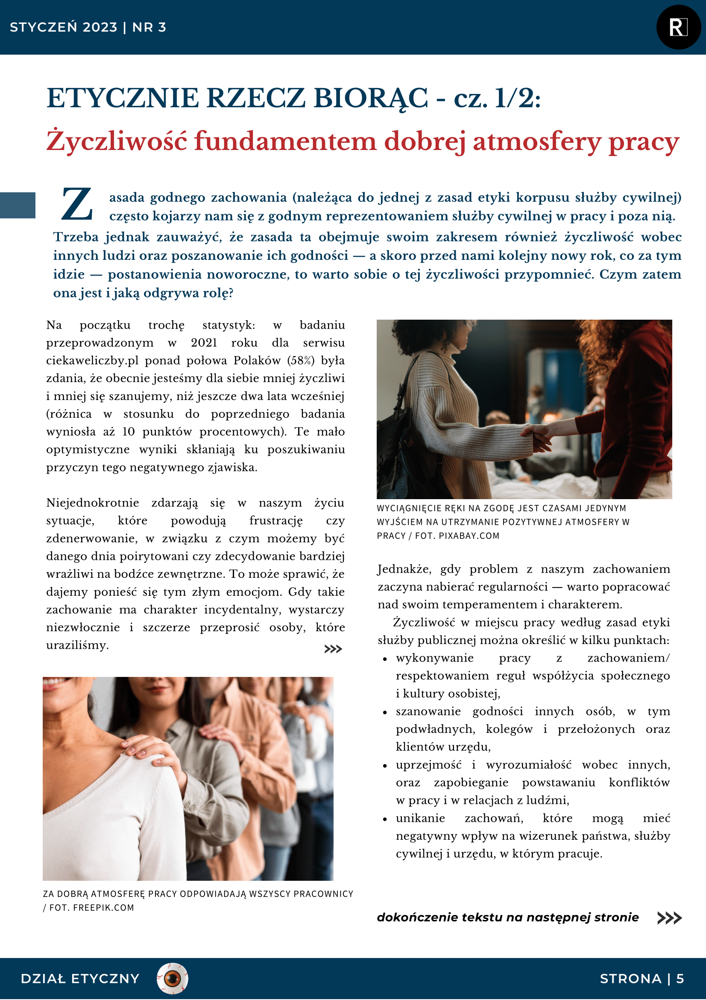 STYCZEŃ 2023 | NR 3
R
ETYCZNIE RZECZ BIORĄC - cz. 1/2:
Życzliwość fundamentem dobrej atmosfery pracy
Zasada godnego zachowania (należąca do jednej z zasad etyki korpusu służby cywilnej)
często kojarzy nam się z godnym reprezentowaniem służby cywilnej w pracy i poza nią.
Trzeba jednak zauważyć, że zasada ta obejmuje swoim zakresem również życzliwość wobec
innych ludzi oraz poszanowanie ich godności — a skoro przed nami kolejny nowy rok, co za tym
idzie — postanowienia noworoczne, to warto sobie o tej życzliwości przypomnieć. Czym zatem
ona jest i jaką odgrywa rolę?
Na początku trochę statystyk: w badaniu
przeprowadzonym w 2021 roku dla serwisu
ciekaweliczby.pl ponad połowa Polaków (58%) była
zdania, że obecnie jesteśmy dla siebie mniej życzliwi
i mniej się szanujemy, niż jeszcze dwa lata wcześniej
(różnica w stosunku do poprzedniego badania
wyniosła aż 10 punktów procentowych). Te mało
optymistyczne wyniki skłaniają ku poszukiwaniu
przyczyn tego negatywnego zjawiska.
Niejednokrotnie zdarzają się w naszym życiu
sytuacje, które powodują frustrację czy
zdenerwowanie, w związku z czym możemy być
danego dnia poirytowani czy zdecydowanie bardziej
wrażliwi na bodźce zewnętrzne. To może sprawić, że
dajemy ponieść się tym złym emocjom. Gdy takie
zachowanie ma charakter incydentalny, wystarczy
niezwłocznie i szczerze przeprosić osoby, które
uraziliśmy.
ZA DOBRĄ ATMOSFERĘ PRACY ODPOWIADAJĄ WSZYSCY PRACOWNICY
/ FOT. FREEPIK.COM
WYCIĄGNIĘCIE RĘKI NA ZGODĘ JEST CZASAMI JEDYNYM
WYJŚCIEM NA UTRZYMANIE POZYTYWNEJ ATMOSFERY W
PRACY / FOT. PIXABAY.COM
Jednakże, gdy problem z naszym zachowaniem
zaczyna nabierać regularności — warto popracować
nad swoim temperamentem i charakterem.
Życzliwość w miejscu pracy według zasad etyki
służby publicznej można określić w kilku punktach:
• wykonywanie pracy z zachowaniem/
respektowaniem reguł współżycia społecznego
i kultury osobistej,
• szanowanie godności innych osób, w tym
podwładnych, kolegów i przełożonych oraz
klientów urzędu,
• uprzejmość i wyrozumiałość wobec innych,
oraz zapobieganie powstawaniu konfliktów
w pracy i w relacjach z ludźmi,
• unikanie zachowań, które mogą mieć
negatywny wpływ na wizerunek państwa, służby
cywilnej i urzędu, w którym pracuje.
dokończenie tekstu na następnej stronie
DZIAŁ ETYCZNY
STRONA | 5